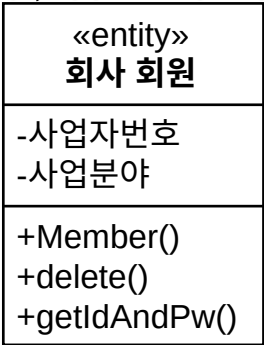 «entity»
회사 회원
-사업자번호
-사업분야
+Member()
+delete()
+getIdAndPw()